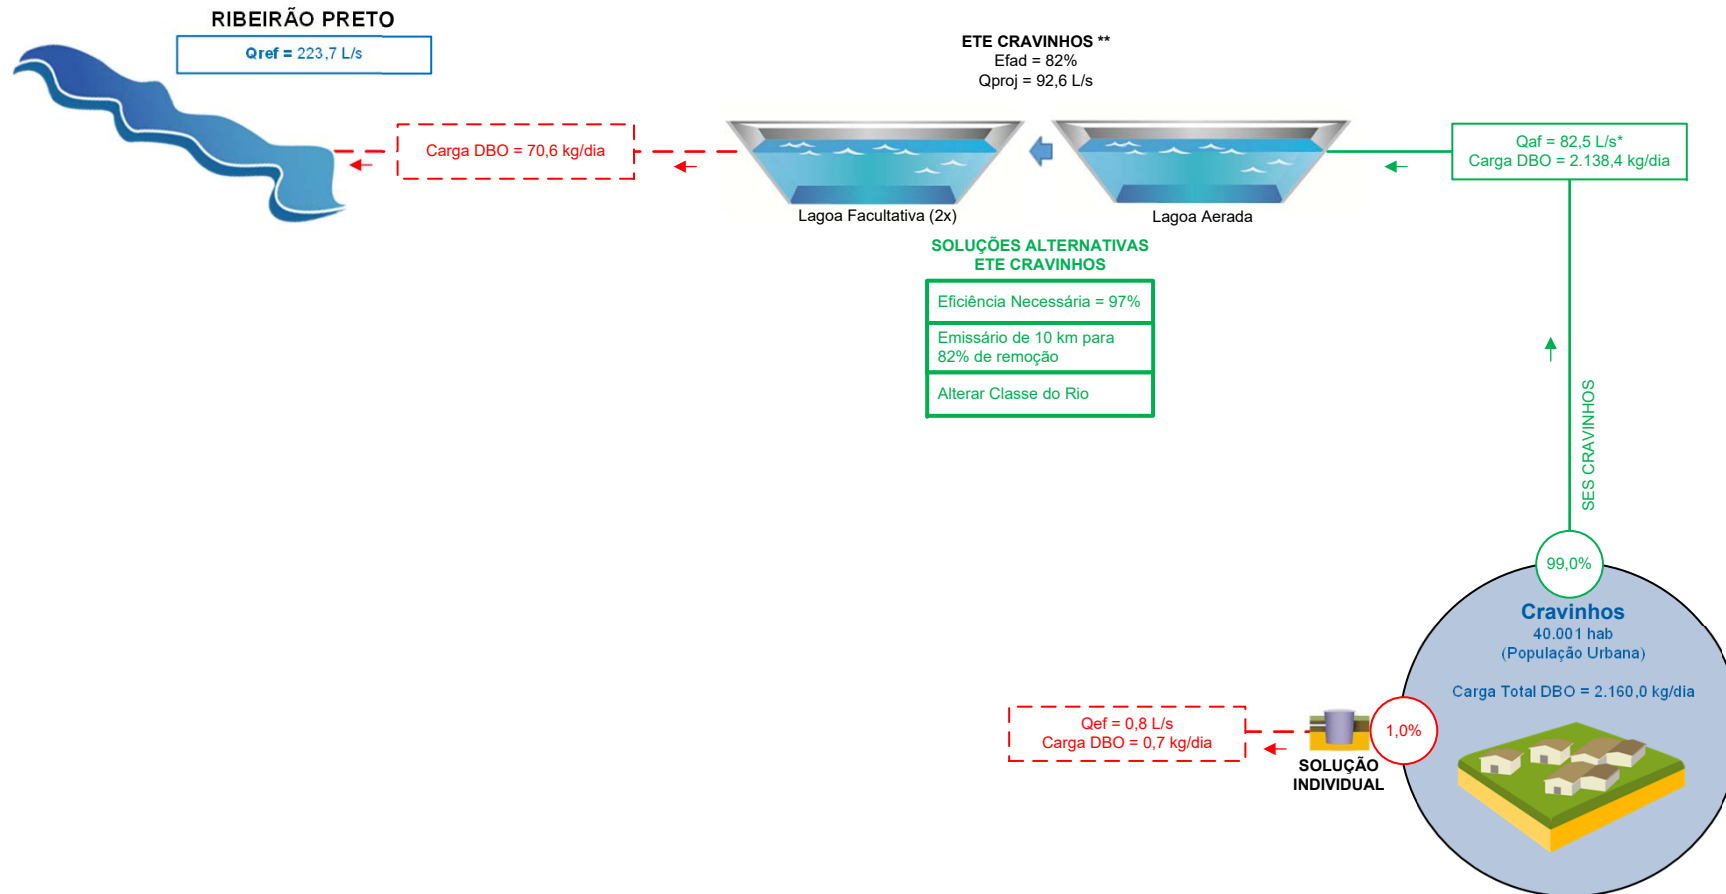 RIBEIRÃO PRETO
Qref = 223,7 L/s
ETE CRAVINHOS **
Efad = 82%
Qproj = 92,6 L/s
Carga DBO = 70,6 kg/dia
Qaf = 82,5 L/s*
Carga DBO = 2.138,4 kg/dia
Lagoa Facultativa (2x)
Lagoa Aerada
SOLUÇÕES ALTERNATIVAS
ETE CRAVINHOS
Eficiência Necessária = 97%
Emissário de 10 km para
82% de remoção
Alterar Classe do Rio
SES CRAVINHOS
99,0%
Cravinhos
40.001 hab
(População Urbana)
Carga Total DBO = 2.160,0 kg/dia
Qef = 0,8 L/s
Carga DBO = 0,7 kg/dia
1,0%
SOLUÇÃO
INDIVIDUAL